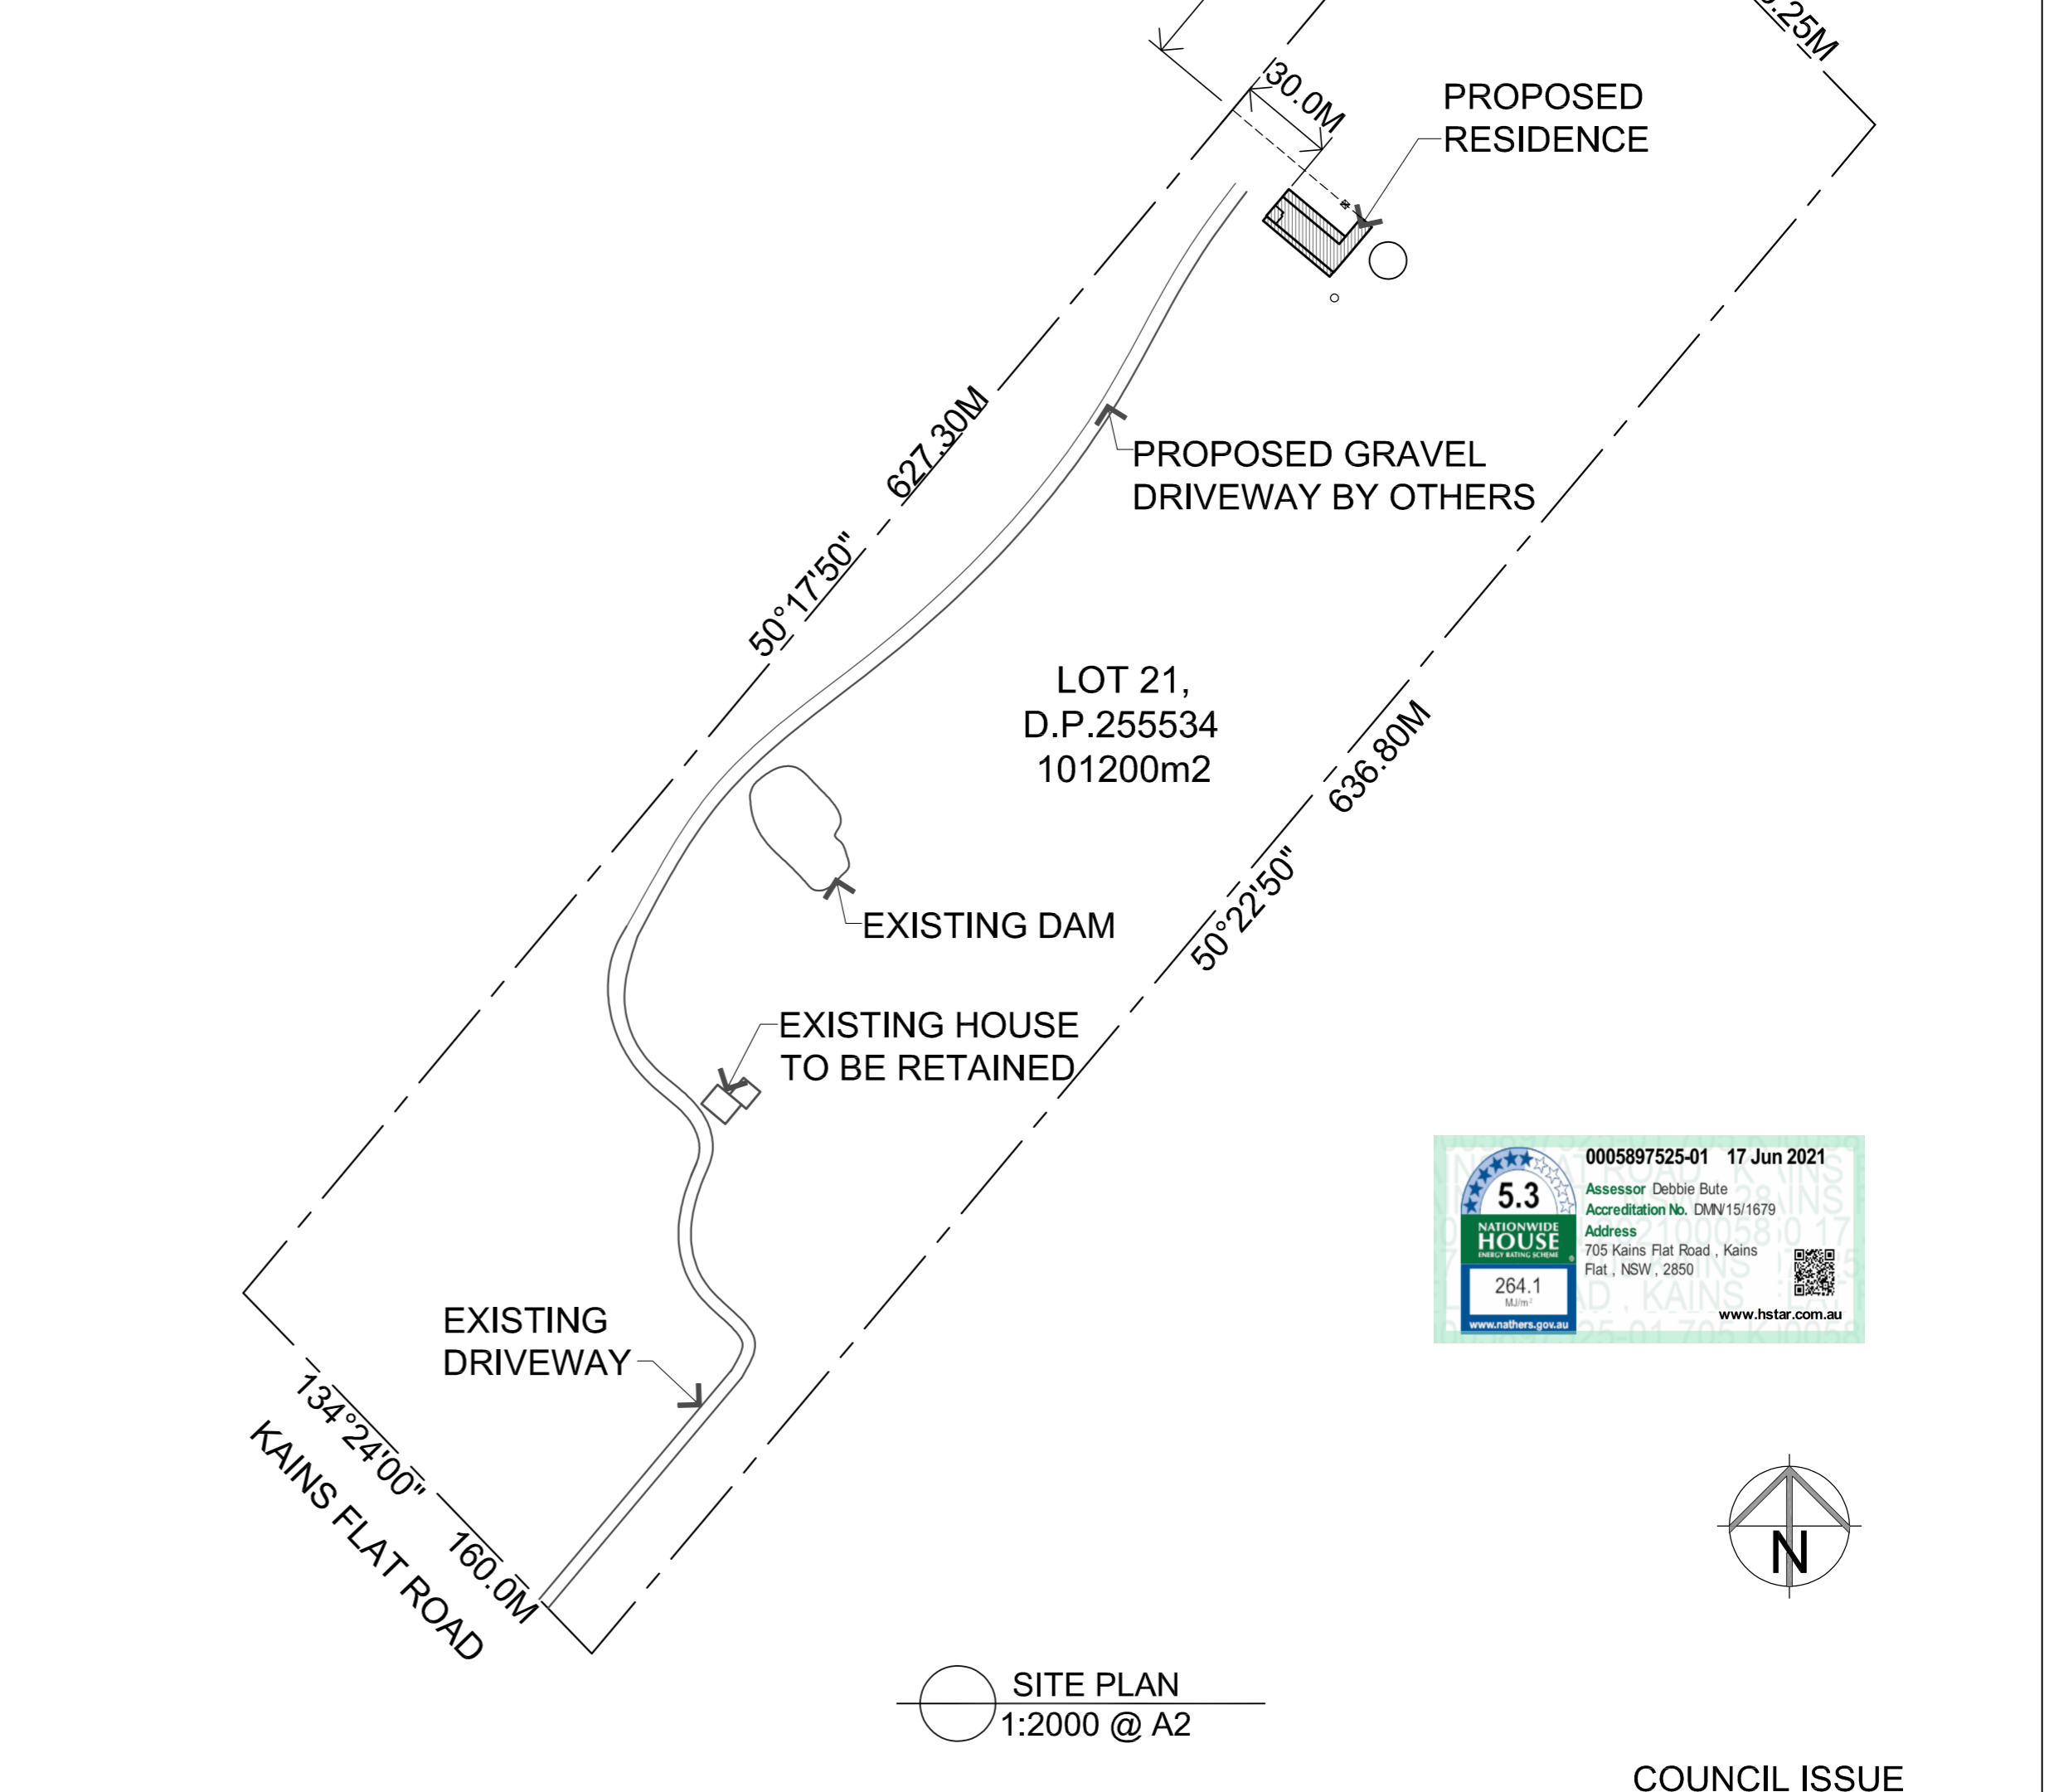 30.0M
PROPOSED
RESIDENCE
627.30M
PROPOSED GRAVEL
DRIVEWAY BY OTHERS
50°17'50"
LOT 21,
D.P.255534
101200m2
636.80M
50°22'50"
EXISTING DAM
EXISTING HOUSE
TO BE RETAINED
EXISTING
DRIVEWAY
134°24'00"
160.0M
KAINS FLAT ROAD
5.3
NATIONWIDE
HOUSE
ENERGY RATING SCHEME
264.1
MJ/m²
www.nathers.gov.au
0005897525-01 17 Jun 2021
Assessor Debbie Bute
Accreditation No. DMN/15/1679
Address
705 Kains Flat Road , Kains
Flat , NSW , 2850
www.hstar.com.au
N
SITE PLAN
1:2000 @ A2
COUNCIL ISSUE